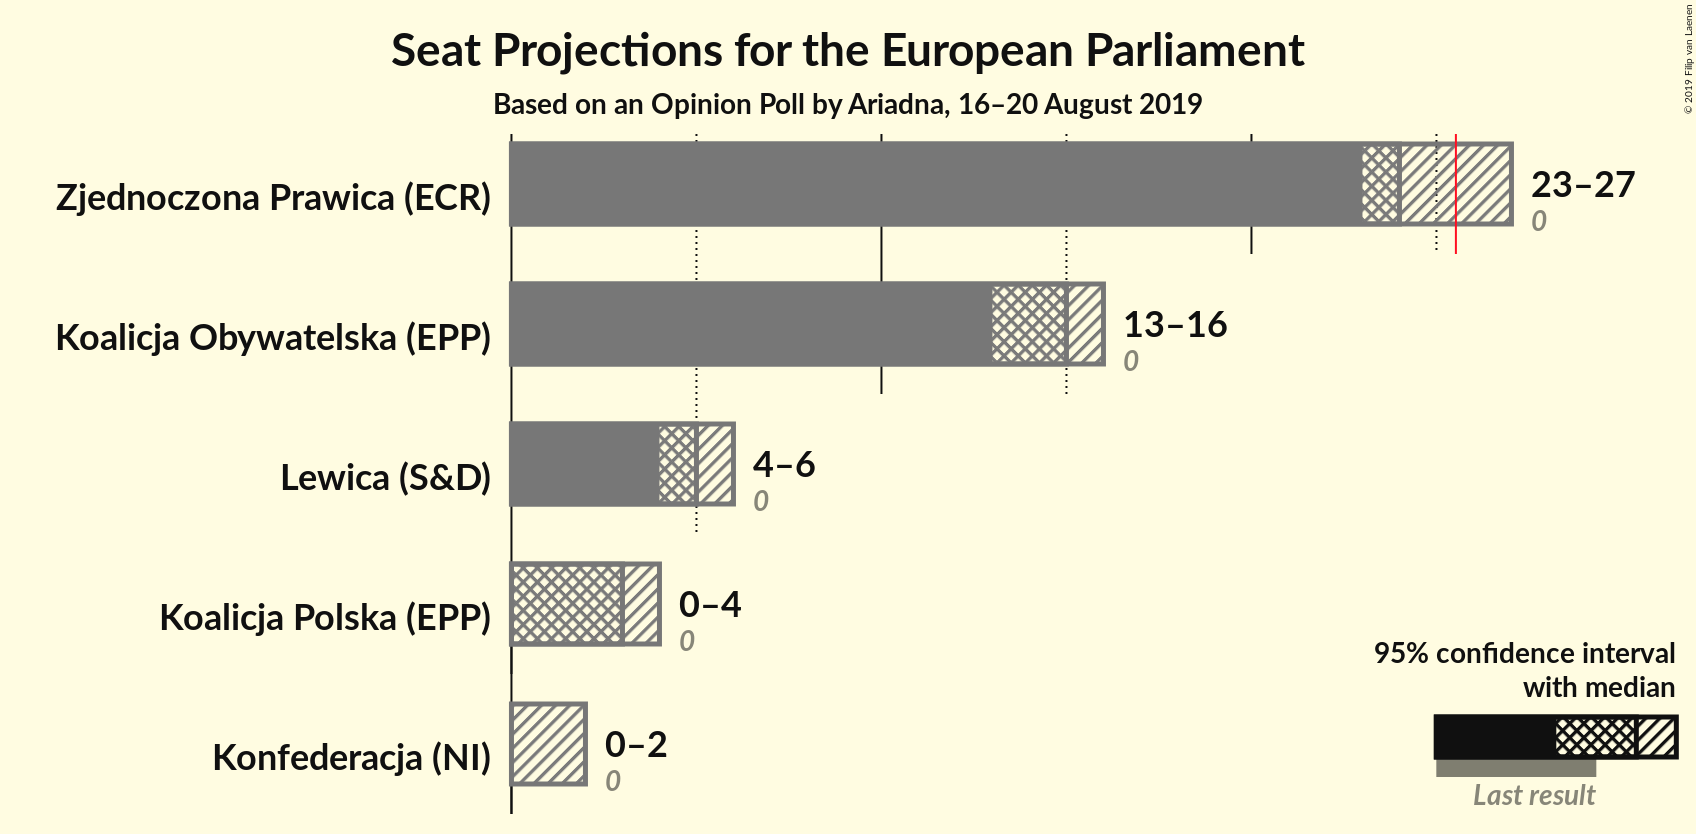 Seat Projections for the European Parliament
Based on an Opinion Poll by Ariadna, 16–20 August 2019
© 2019 Filip van Laenen
Zjednoczona Prawica (ECR)
23–27
0
Koalicja Obywatelska (EPP)
13–16
0
Lewica (S&D)
4–6
0
Koalicja Polska (EPP)
0–4
0
Konfederacja (NI)
0–2
0
95% confidence interval
with median
Last result